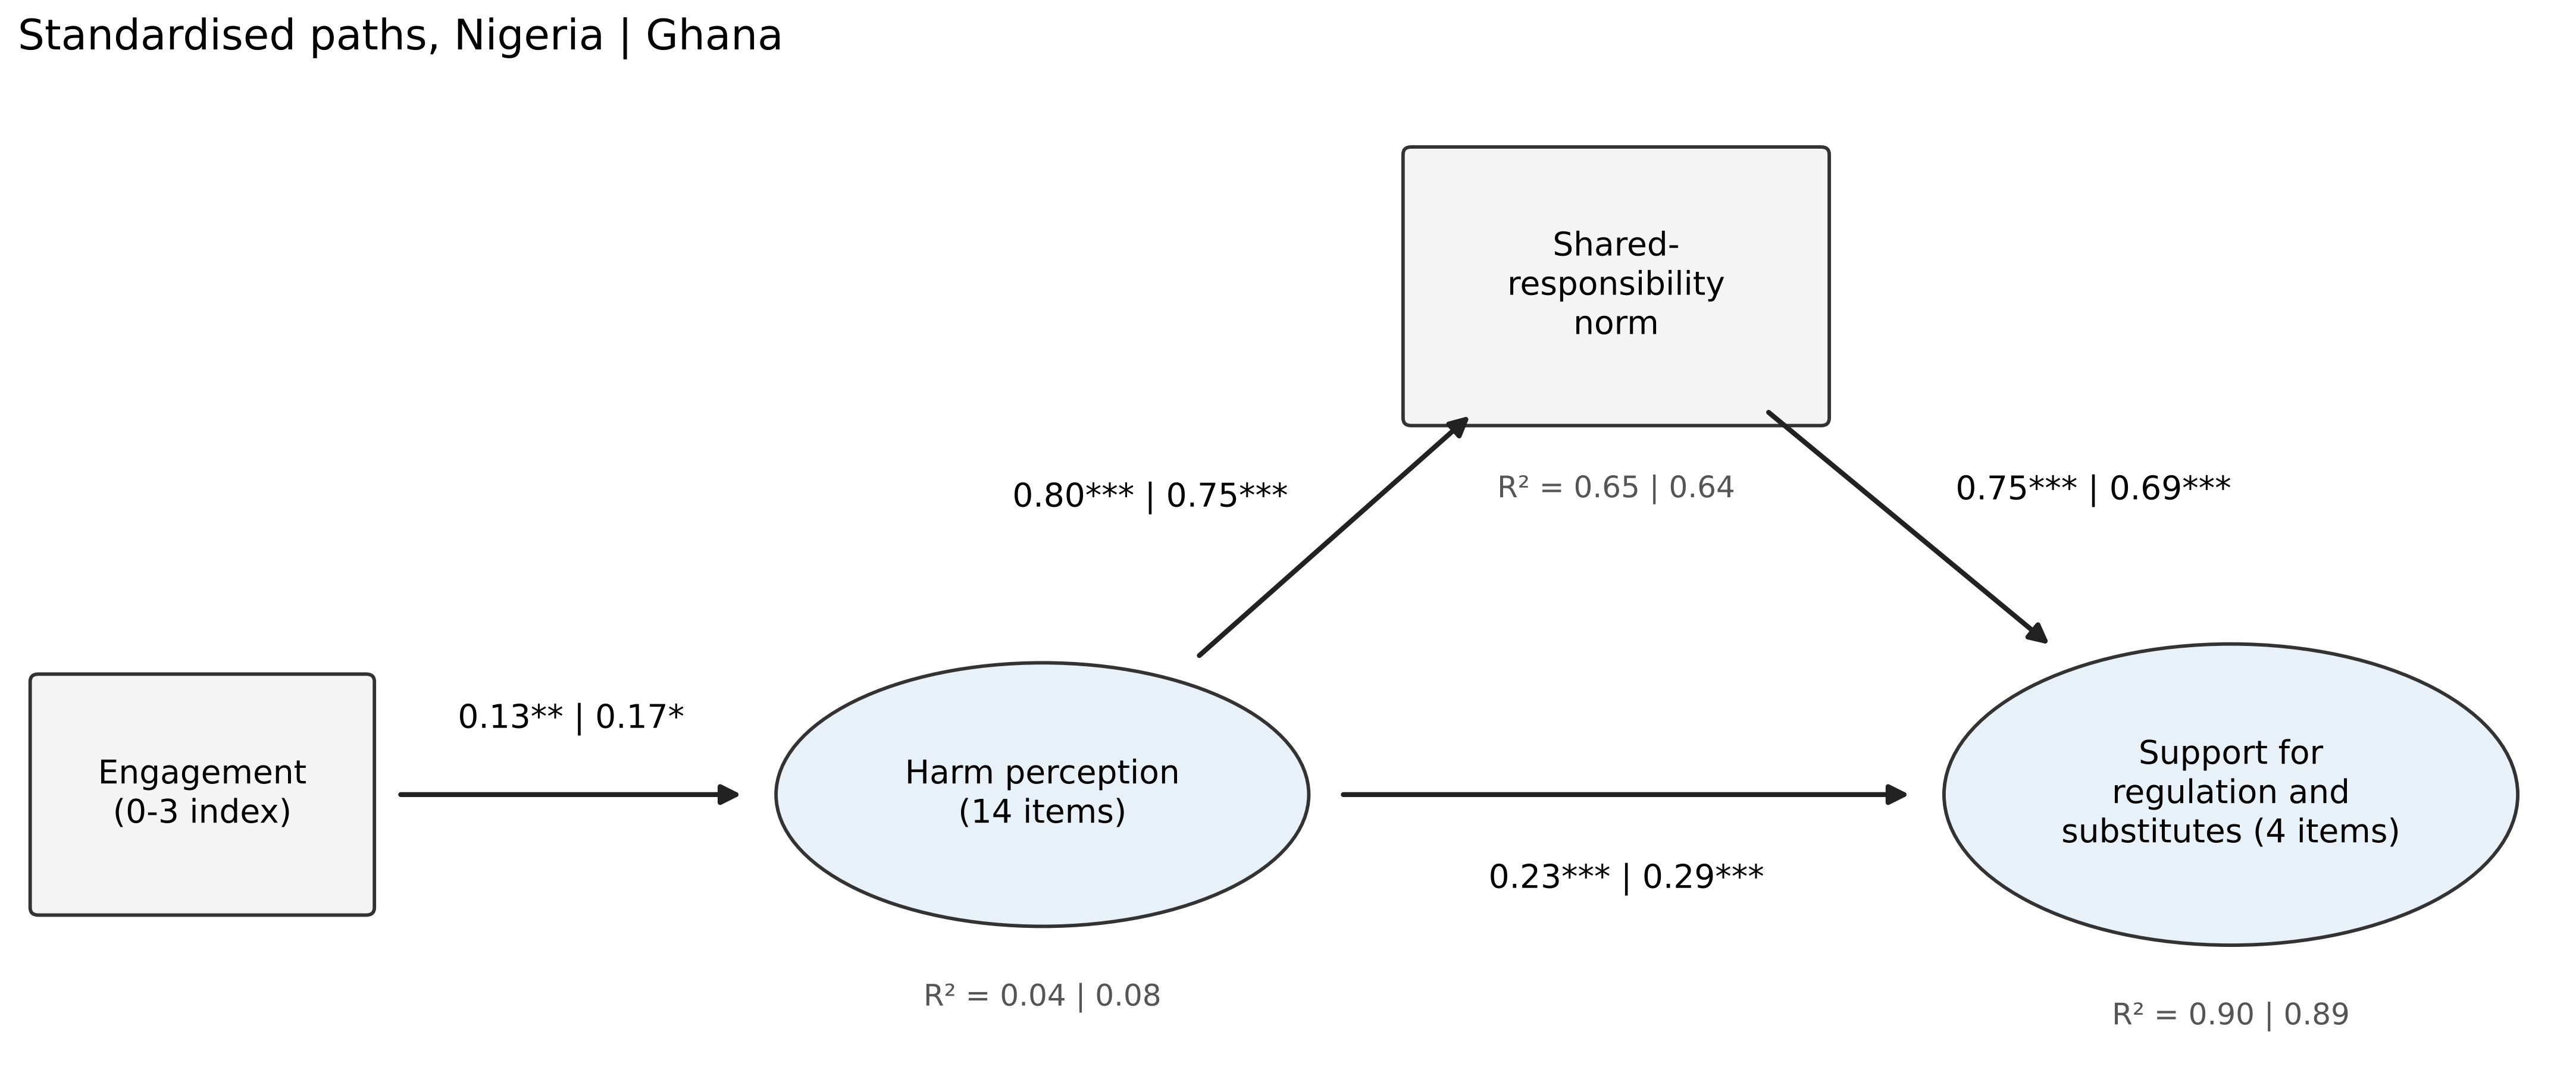 Standardised paths, Nigeria | Ghana
Shared-
responsibility
norm
0.80*** | 0.75***
R² = 0.65 | 0.64
0.75*** | 0.69***
Engagement
(0-3 index)
0.13** | 0.17*
Harm perception
(14 items)
R² = 0.04 | 0.08
0.23*** | 0.29***
Support for
regulation and
substitutes (4 items)
R² = 0.90 | 0.89